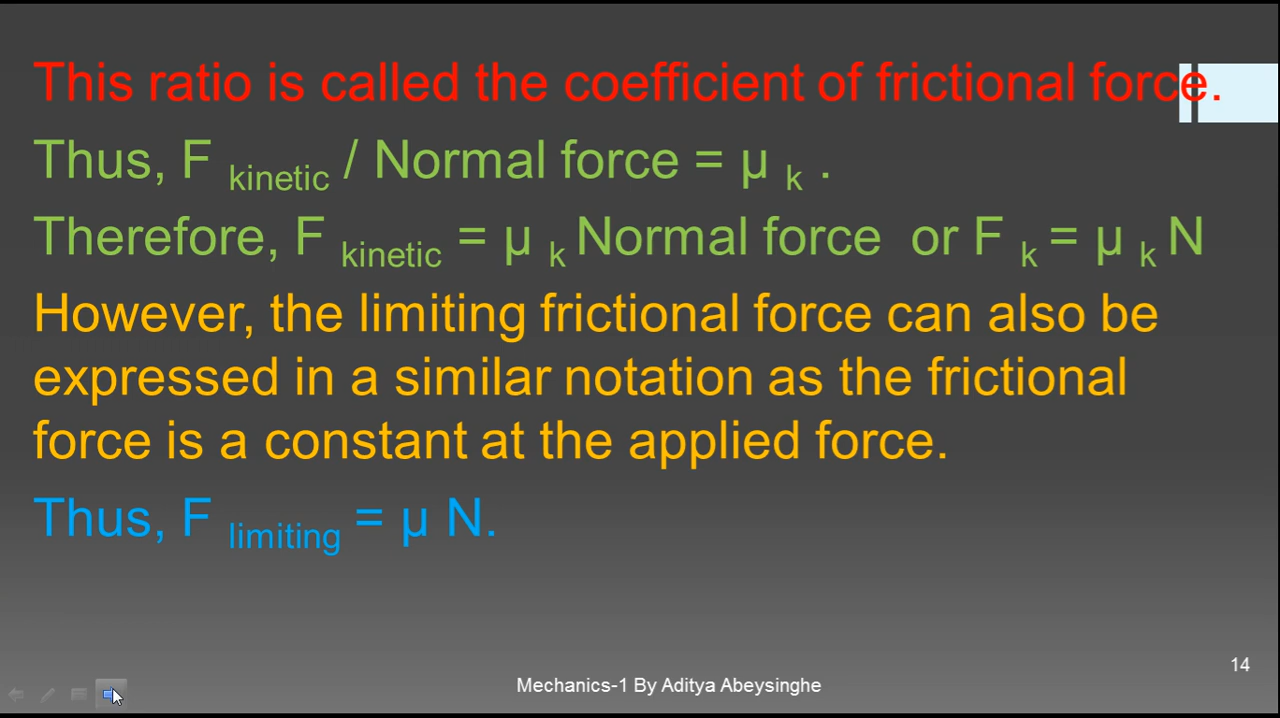 This ratio is called the coefficient of frictional force.
Thus, F kinetic / Normal force = μ k .
Therefore, F kinetic = μ k Normal force or F k = μ k N
However, the limiting frictional force can also be
expressed in a similar notation as the frictional
force is a constant at the applied force.
Thus, F limiting = μ N.
14
Mechanics-1 By Aditya Abeysinghe